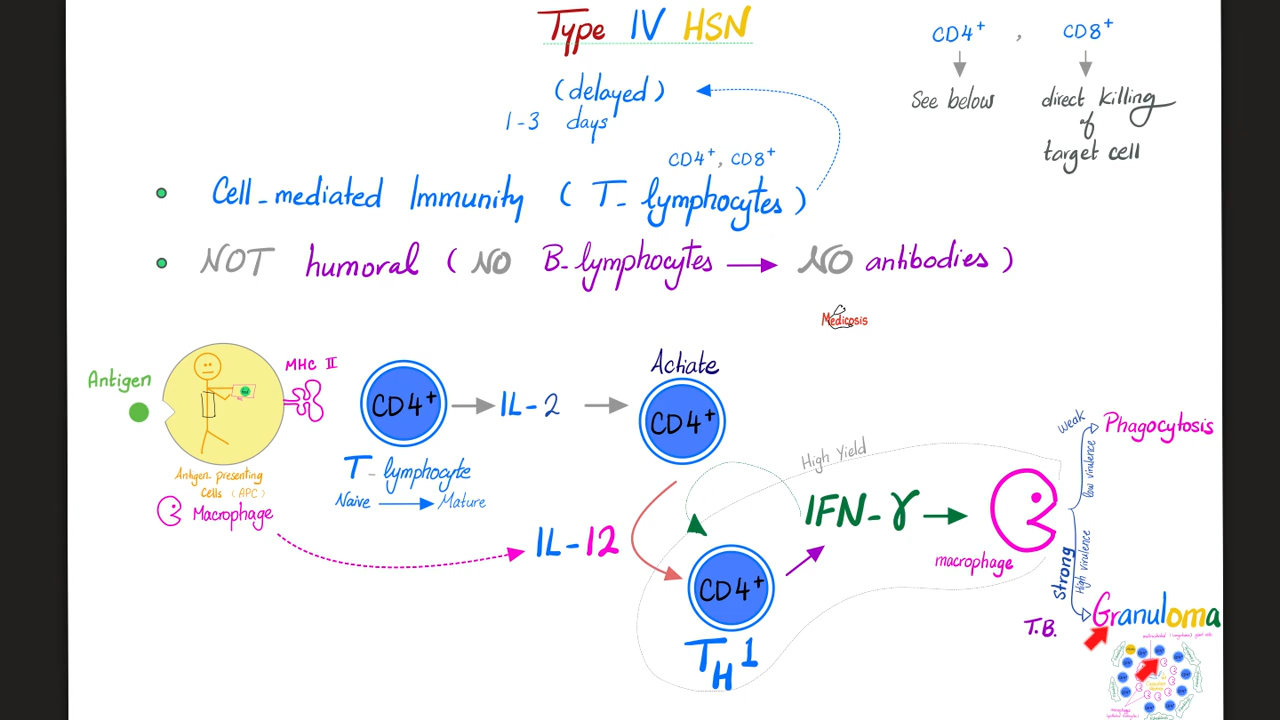 Type IV HSN
(delayed)
1-3 days
CD4+ , CD8+
See below
direct killing
of
target cell
CD4+, CD8+
Cell-mediated Immunity ( T- lymphocytes )
NOT humoral ( NO B-lymphocytes → NO antibodies )
Medicosis
Antigen
MHC II
Antigen-presenting
Cells (APC)
Macrophage
CD4+
T-lymphocyte
Naive → Mature
IL-2
Activate
CD4+
IL-12
CD4+
TH1
High Yield
IFN-γ
macrophage
weak
low virulence
Phagocytosis
Strong
High virulence
T.B.
Granuloma